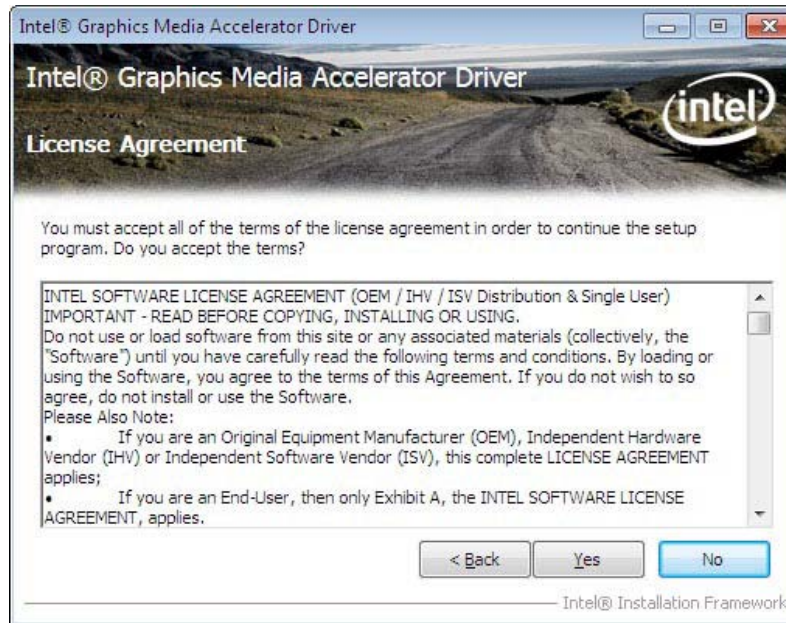 Intel® Graphics Media Accelerator Driver
Intel® Graphics Media Accelerator Driver
intel
License Agreement
You must accept all of the terms of the license agreement in order to continue the setup
program. Do you accept the terms?
INTEL SOFTWARE LICENSE AGREEMENT (OEM / IHV / ISV Distribution & Single User)
IMPORTANT - READ BEFORE COPYING, INSTALLING OR USING.
Do not use or load software from this site or any associated materials (collectively, the
"Software") until you have carefully read the following terms and conditions. By loading or
using the Software, you agree to the terms of this Agreement. If you do not wish to so
agree, do not install or use the Software.
Please Also Note:
• If you are an Original Equipment Manufacturer (OEM), Independent Hardware
Vendor (IHV) or Independent Software Vendor (ISV), this complete LICENSE AGREEMENT
applies;
• If you are an End-User, then only Exhibit A, the INTEL SOFTWARE LICENSE
AGREEMENT, applies.
< Back Yes No
Intel® Installation Framework